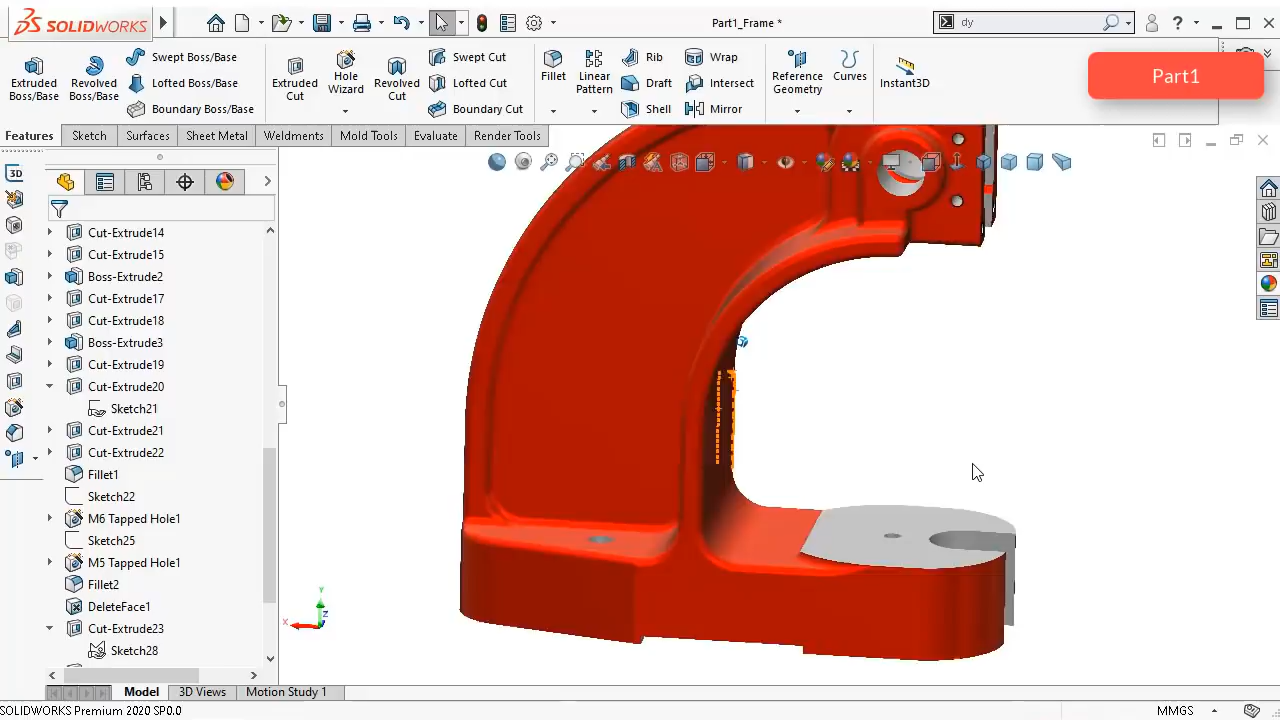 SOLIDWORKS
Part1_Frame *
dy
?
Part1
Extruded Boss/Base
Revolved Boss/Base
Swept Boss/Base
Lofted Boss/Base
Boundary Boss/Base
Extruded Cut
Hole Wizard
Revolved Cut
Swept Cut
Lofted Cut
Boundary Cut
Fillet
Linear Pattern
Rib
Draft
Shell
Wrap
Intersect
Mirror
Reference Geometry
Curves
Instant3D
Features
Sketch
Surfaces
Sheet Metal
Weldments
Mold Tools
Evaluate
Render Tools
3D
Cut-Extrude14
Cut-Extrude15
Boss-Extrude2
Cut-Extrude17
Cut-Extrude18
Boss-Extrude3
Cut-Extrude19
Cut-Extrude20
Sketch21
Cut-Extrude21
Cut-Extrude22
Fillet1
Sketch22
M6 Tapped Hole1
Sketch25
M5 Tapped Hole1
Fillet2
DeleteFace1
Cut-Extrude23
Sketch28
Y
X
Z
Model
3D Views
Motion Study 1
SOLIDWORKS Premium 2020 SP0.0
MMGS